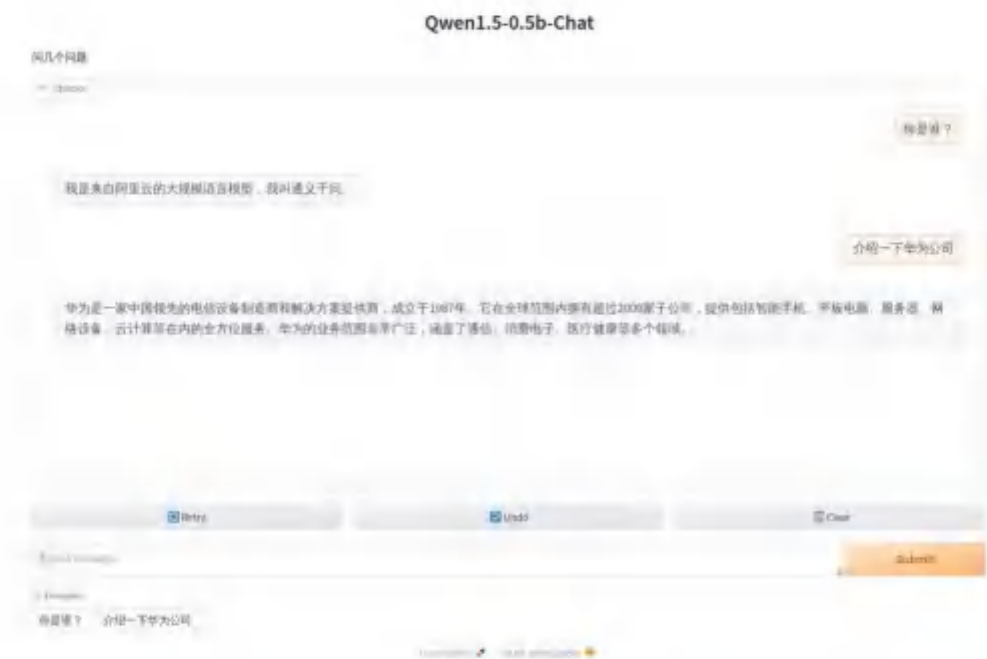 Qwen1.5-0.5b-Chat
问几个问题
Chatbot
你是谁？
我是来自阿里云的大规模语言模型，我叫通义千问。
介绍一下华为公司
华为是一家中国领先的电信设备制造商和解决方案提供商，成立于1987年。它在全球范围内拥有超过2000家子公司，提供包括智能手机、平板电脑、服务器、网
络设备、云计算等在内的全方位服务。华为的业务范围非常广泛，涵盖了通信、消费电子、医疗健康等多个领域。
Retry
Undo
Clear
Submit
Examples
你是谁？
介绍一下华为公司